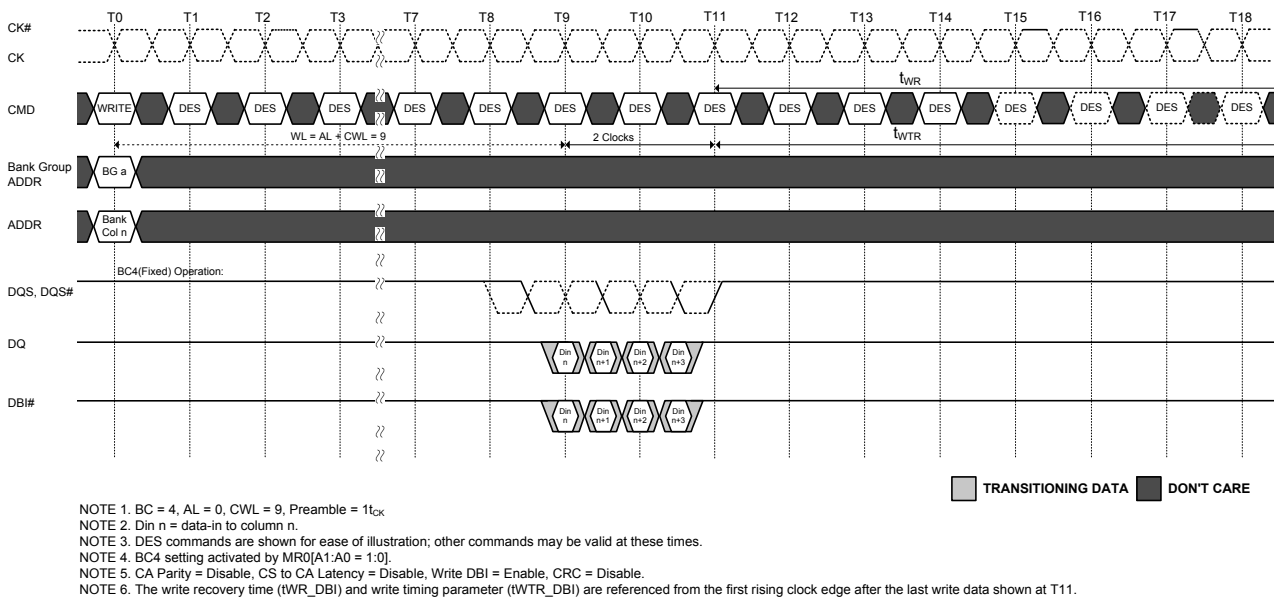 T0 T1 T2 T3 T7 T8 T9 T10 T11 T12 T13 T14 T15 T16 T17 T18
CK#
CK
tWR
CMD WRITE DES DES DES DES DES DES DES DES DES DES DES DES DES DES DES
WL = AL + CWL = 9 2 Clocks tWTR
Bank Group
ADDR
BG a
ADDR
Bank
Col n
BC4(Fixed) Operation:
DQS, DQS#
DQ
Din Din Din Din
n n+1 n+2 n+3
DBI#
Din Din Din Din
n n+1 n+2 n+3
TRANSITIONING DATA DON'T CARE
NOTE 1. BC = 4, AL = 0, CWL = 9, Preamble = 1tCK
NOTE 2. Din n = data-in to column n.
NOTE 3. DES commands are shown for ease of illustration; other commands may be valid at these times.
NOTE 4. BC4 setting activated by MR0[A1:A0 = 1:0].
NOTE 5. CA Parity = Disable, CS to CA Latency = Disable, Write DBI = Enable, CRC = Disable.
NOTE 6. The write recovery time (tWR_DBI) and write timing parameter (tWTR_DBI) are referenced from the first rising clock edge after the last write data shown at T11.